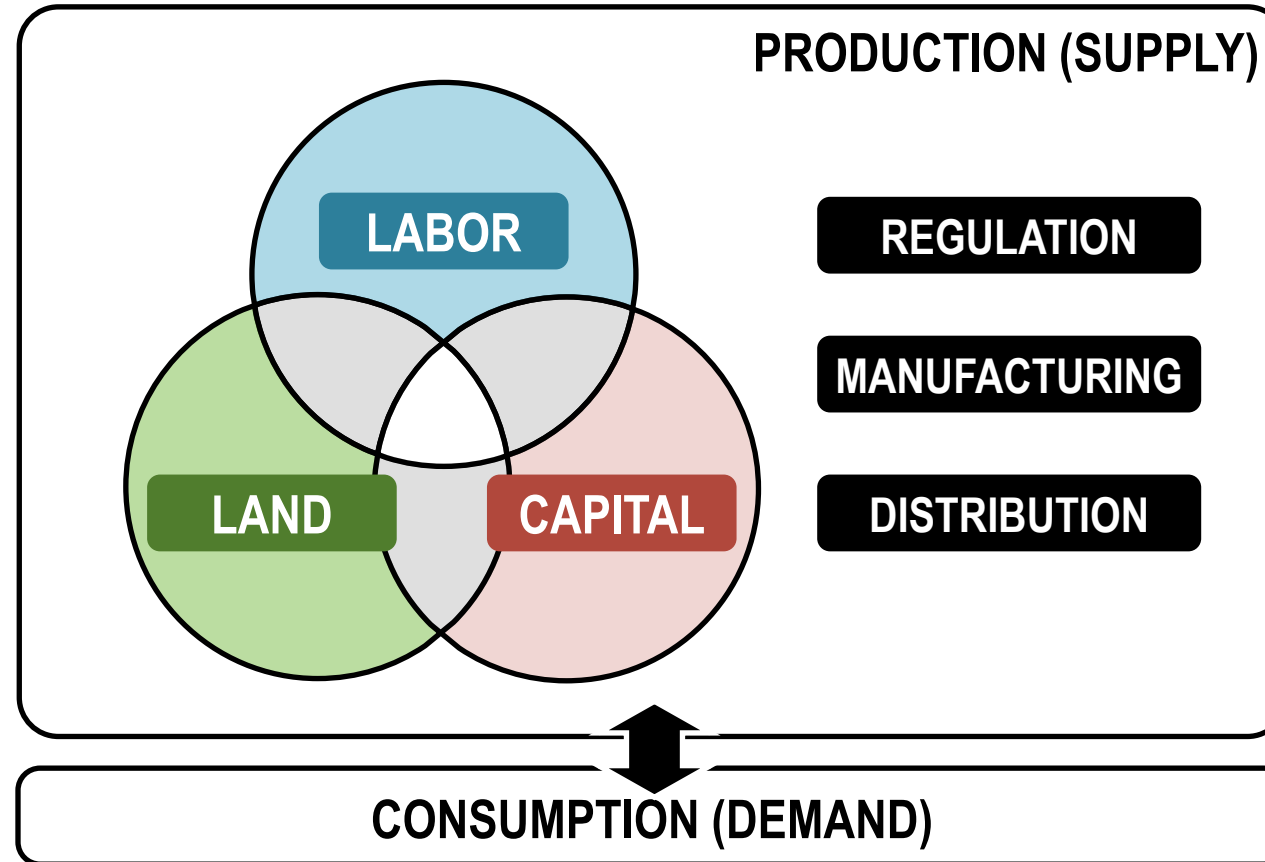 PRODUCTION (SUPPLY)
LABOR
LAND
CAPITAL
REGULATION
MANUFACTURING
DISTRIBUTION
CONSUMPTION (DEMAND)